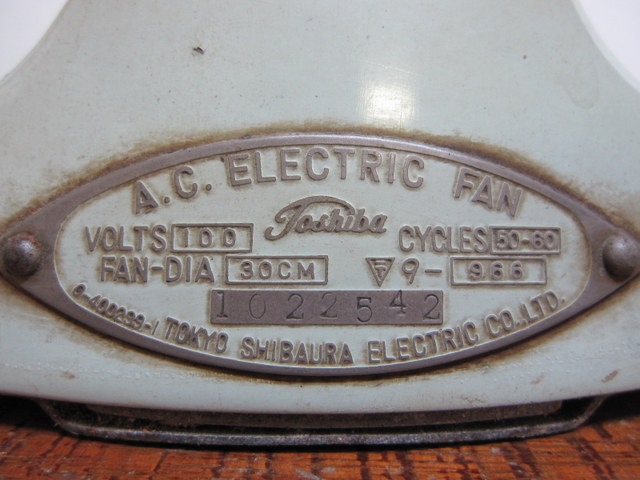 A.C. ELECTRIC FAN
Toshiba
VOLTS 100 CYCLES 50-60
FAN-DIA 30CM 〒 9-966
1022542
TOKYO SHIBAURA ELECTRIC CO., LTD.